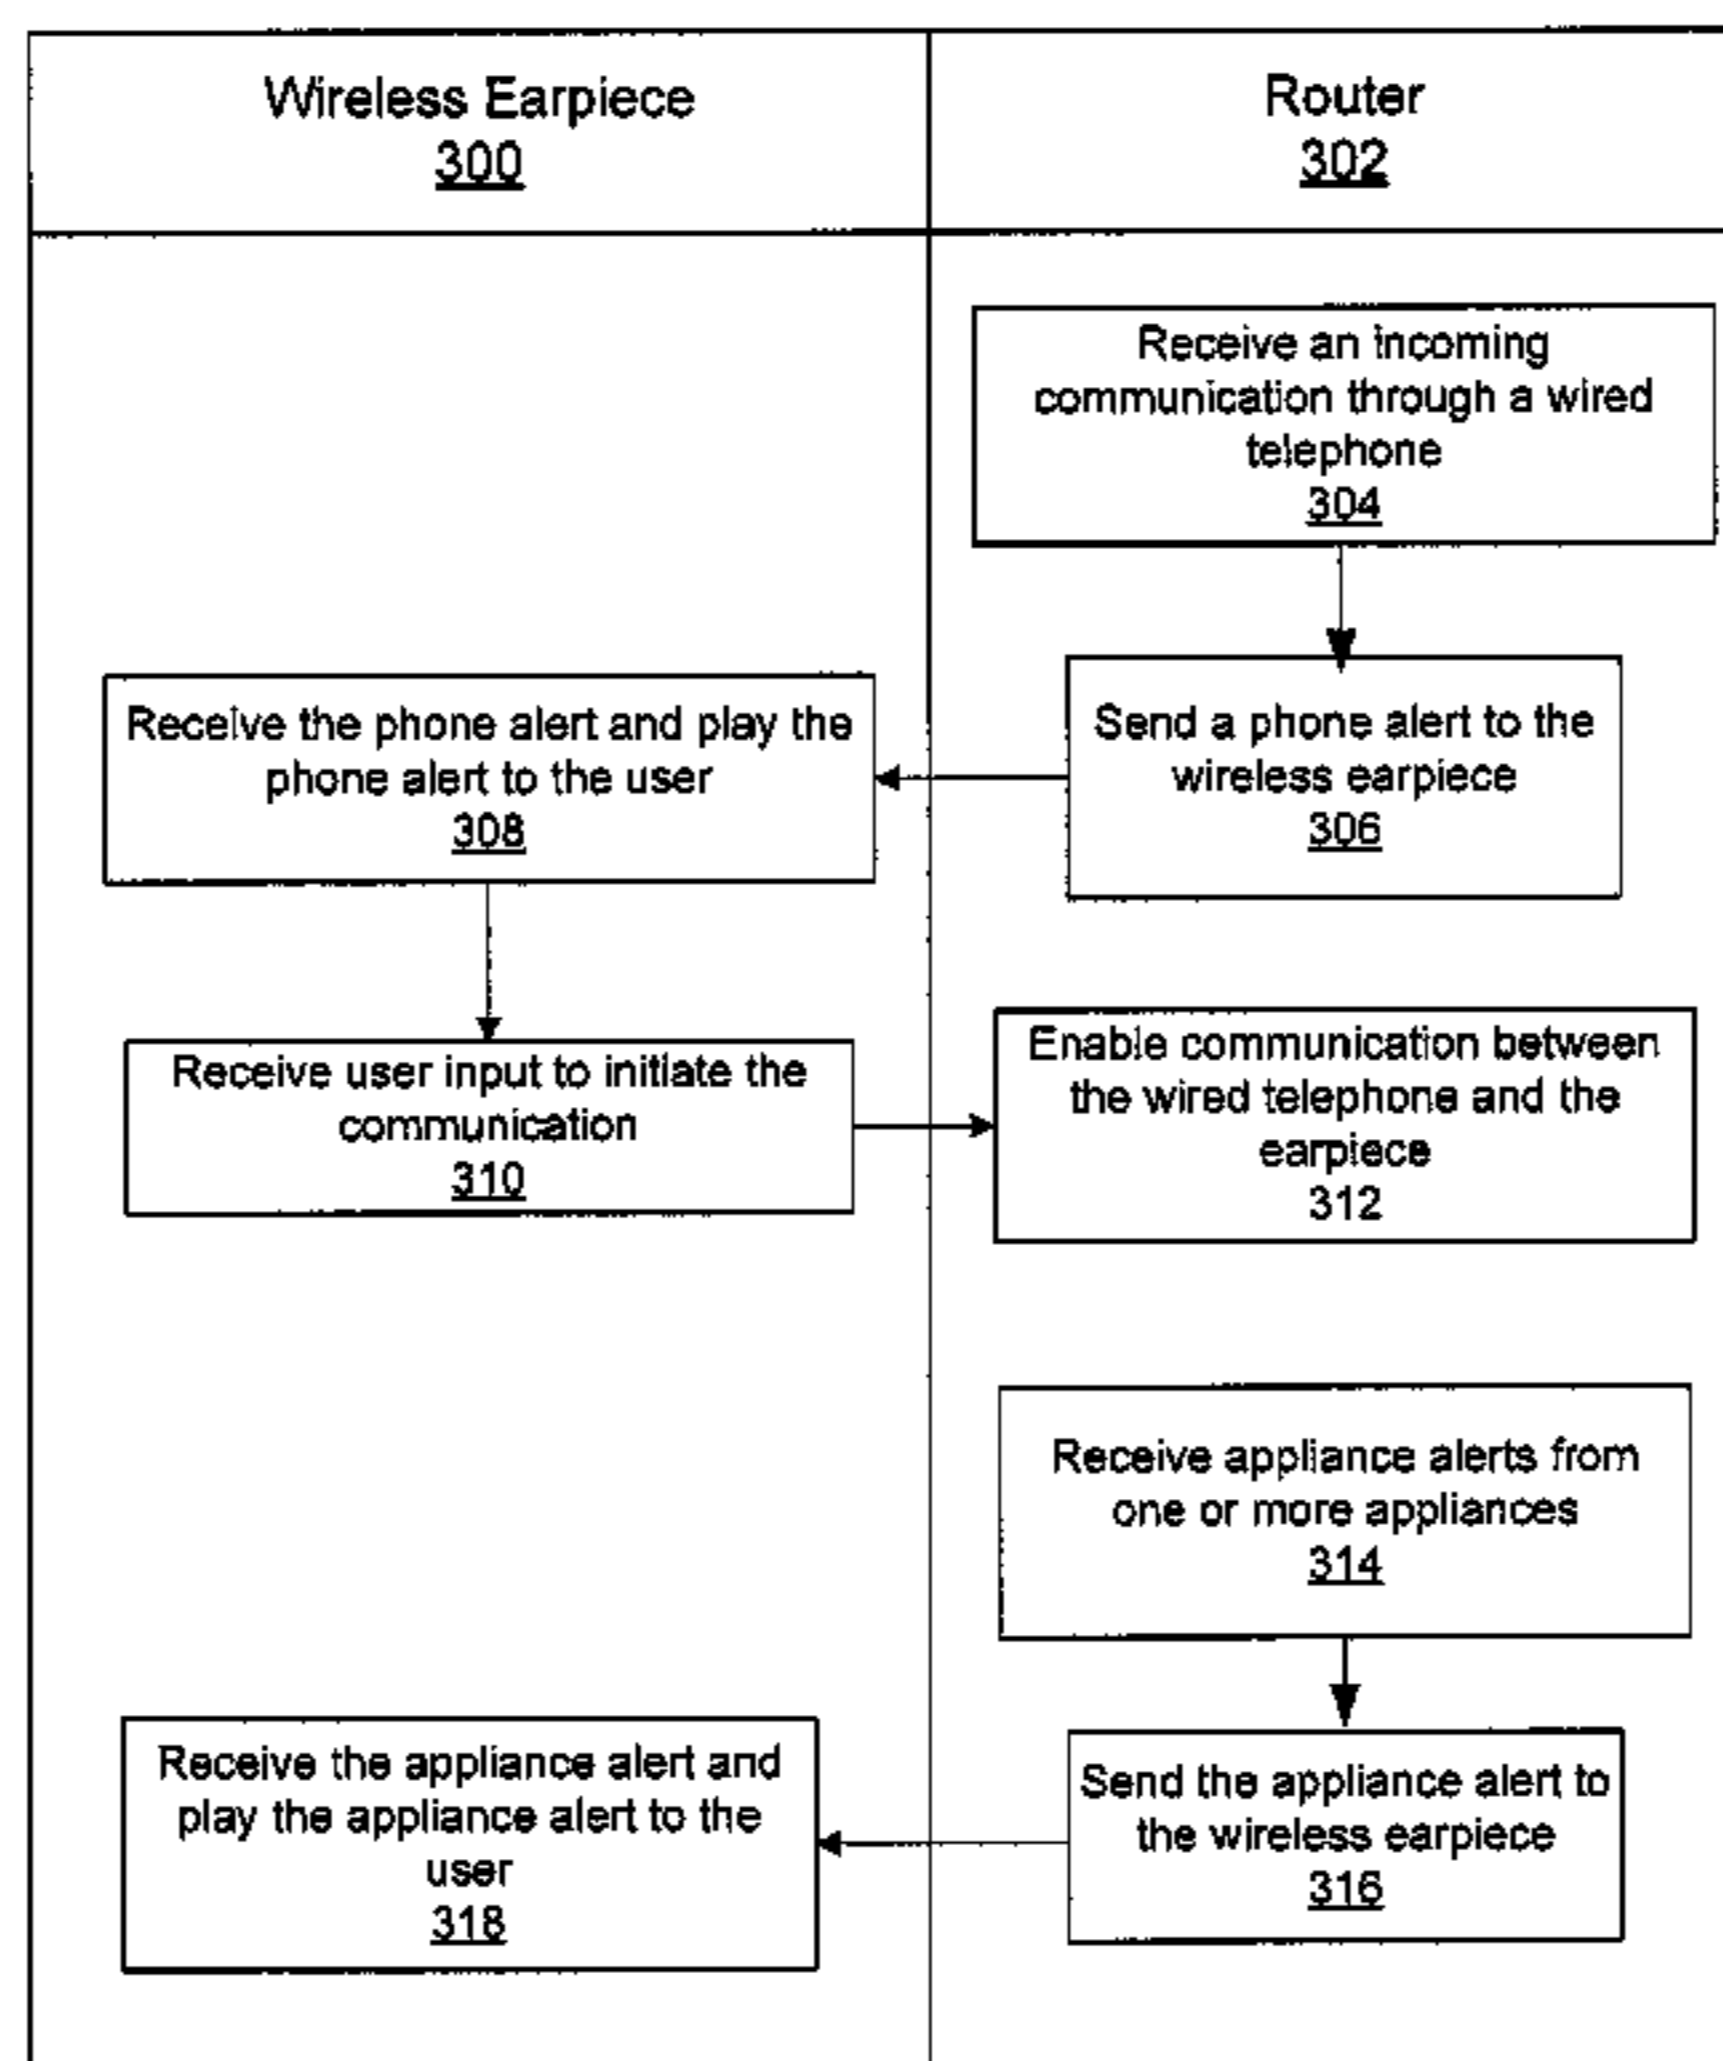 Wireless Earpiece
300
Router
302
Receive an incoming
communication through a wired
telephone
304
Send a phone alert to the
wireless earpiece
306
Receive the phone alert and play the
phone alert to the user
308
Receive user input to initiate the
communication
310
Enable communication between
the wired telephone and the
earpiece
312
Receive appliance alerts from
one or more appliances
314
Send the appliance alert to
the wireless earpiece
316
Receive the appliance alert and
play the appliance alert to the
user
318